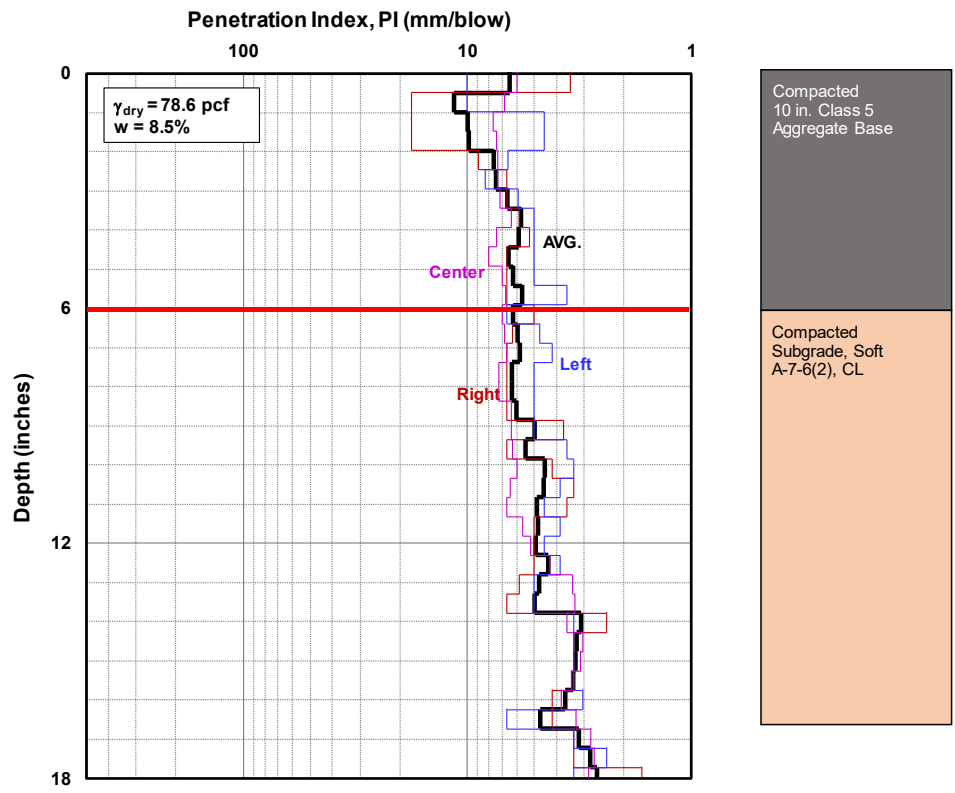 Penetration Index, PI (mm/blow)
100 10 1
0
γdry = 78.6 pcf
w = 8.5%
Compacted
10 in. Class 5
Aggregate Base
AVG.
Center
6
Compacted
Subgrade, Soft
A-7-6(2), CL
Left
Right
Depth (inches)
12
18